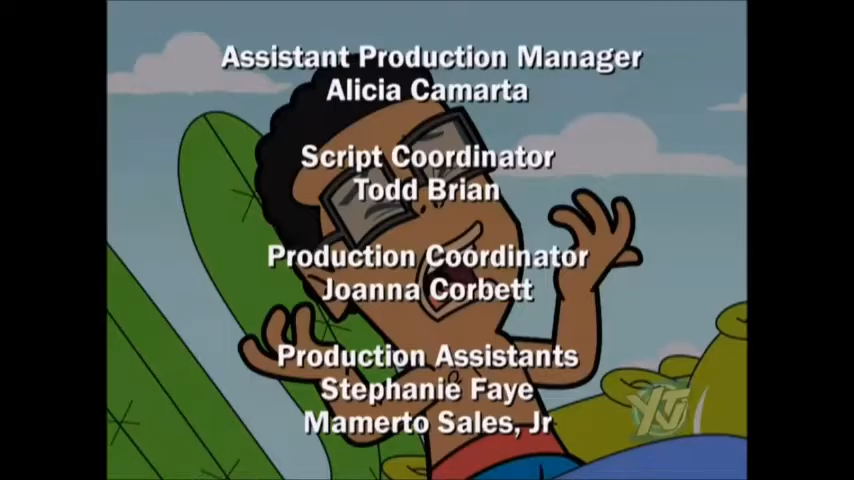 Assistant Production Manager
Alicia Camarta
Script Coordinator
Todd Brian
Production Coordinator
Joanna Corbett
Production Assistants
Stephanie Faye
Mamerto Sales, Jr
YTV